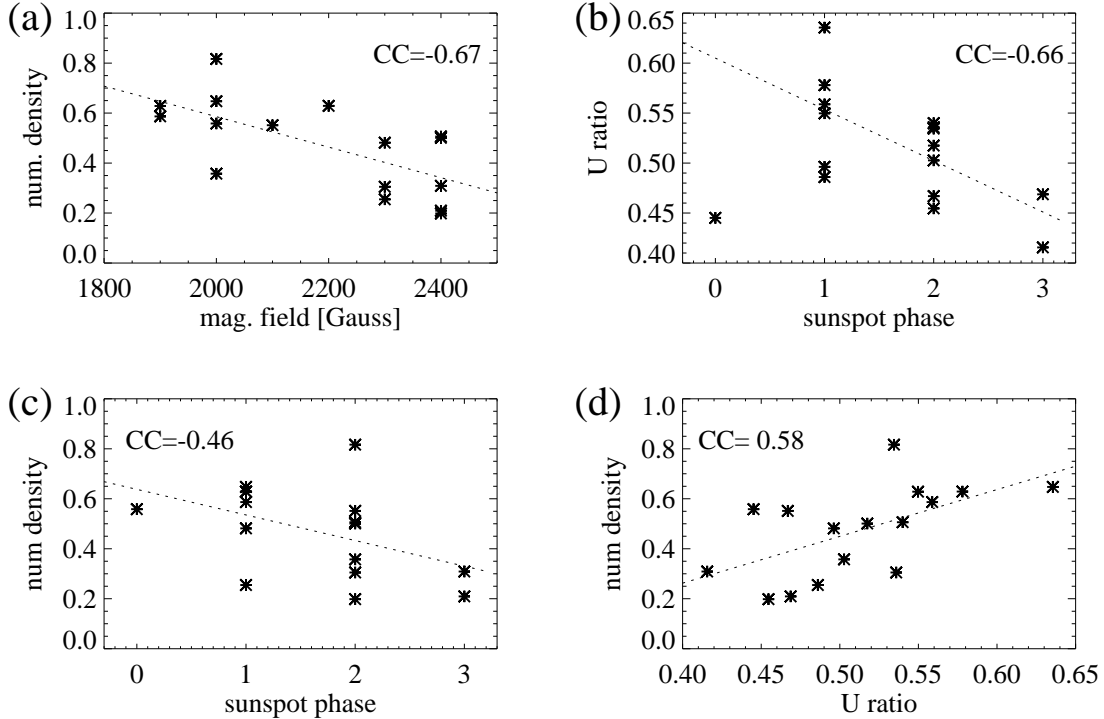 (a)
1.0
0.8
0.6
0.4
0.2
0.0
num. density
CC=-0.67
1800 2000 2200 2400
mag. field [Gauss]
(b)
0.65
0.60
0.55
0.50
0.45
0.40
U ratio
CC=-0.66
0 1 2 3
sunspot phase
(c)
1.0
0.8
0.6
0.4
0.2
0.0
num density
CC=-0.46
0 1 2 3
sunspot phase
(d)
1.0
0.8
0.6
0.4
0.2
0.0
num density
CC= 0.58
0.40 0.45 0.50 0.55 0.60 0.65
U ratio